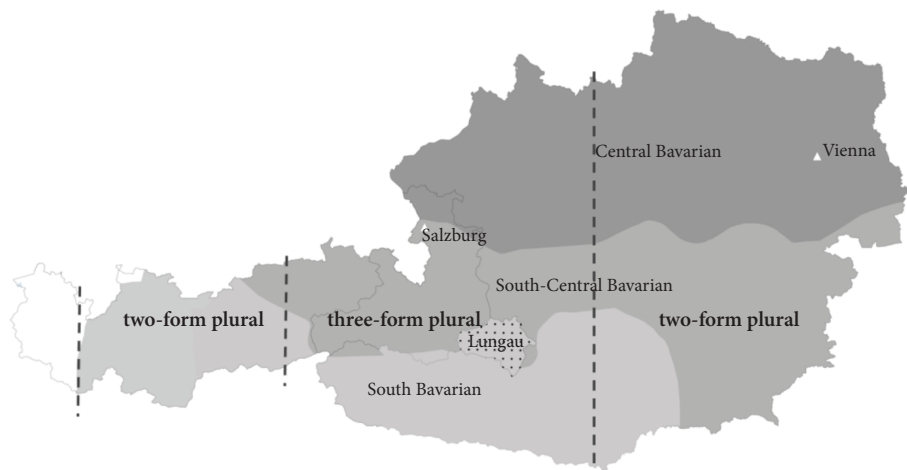 Central Bavarian
Vienna
Salzburg
South-Central Bavarian
two-form plural
three-form plural
two-form plural
Lungau
South Bavarian